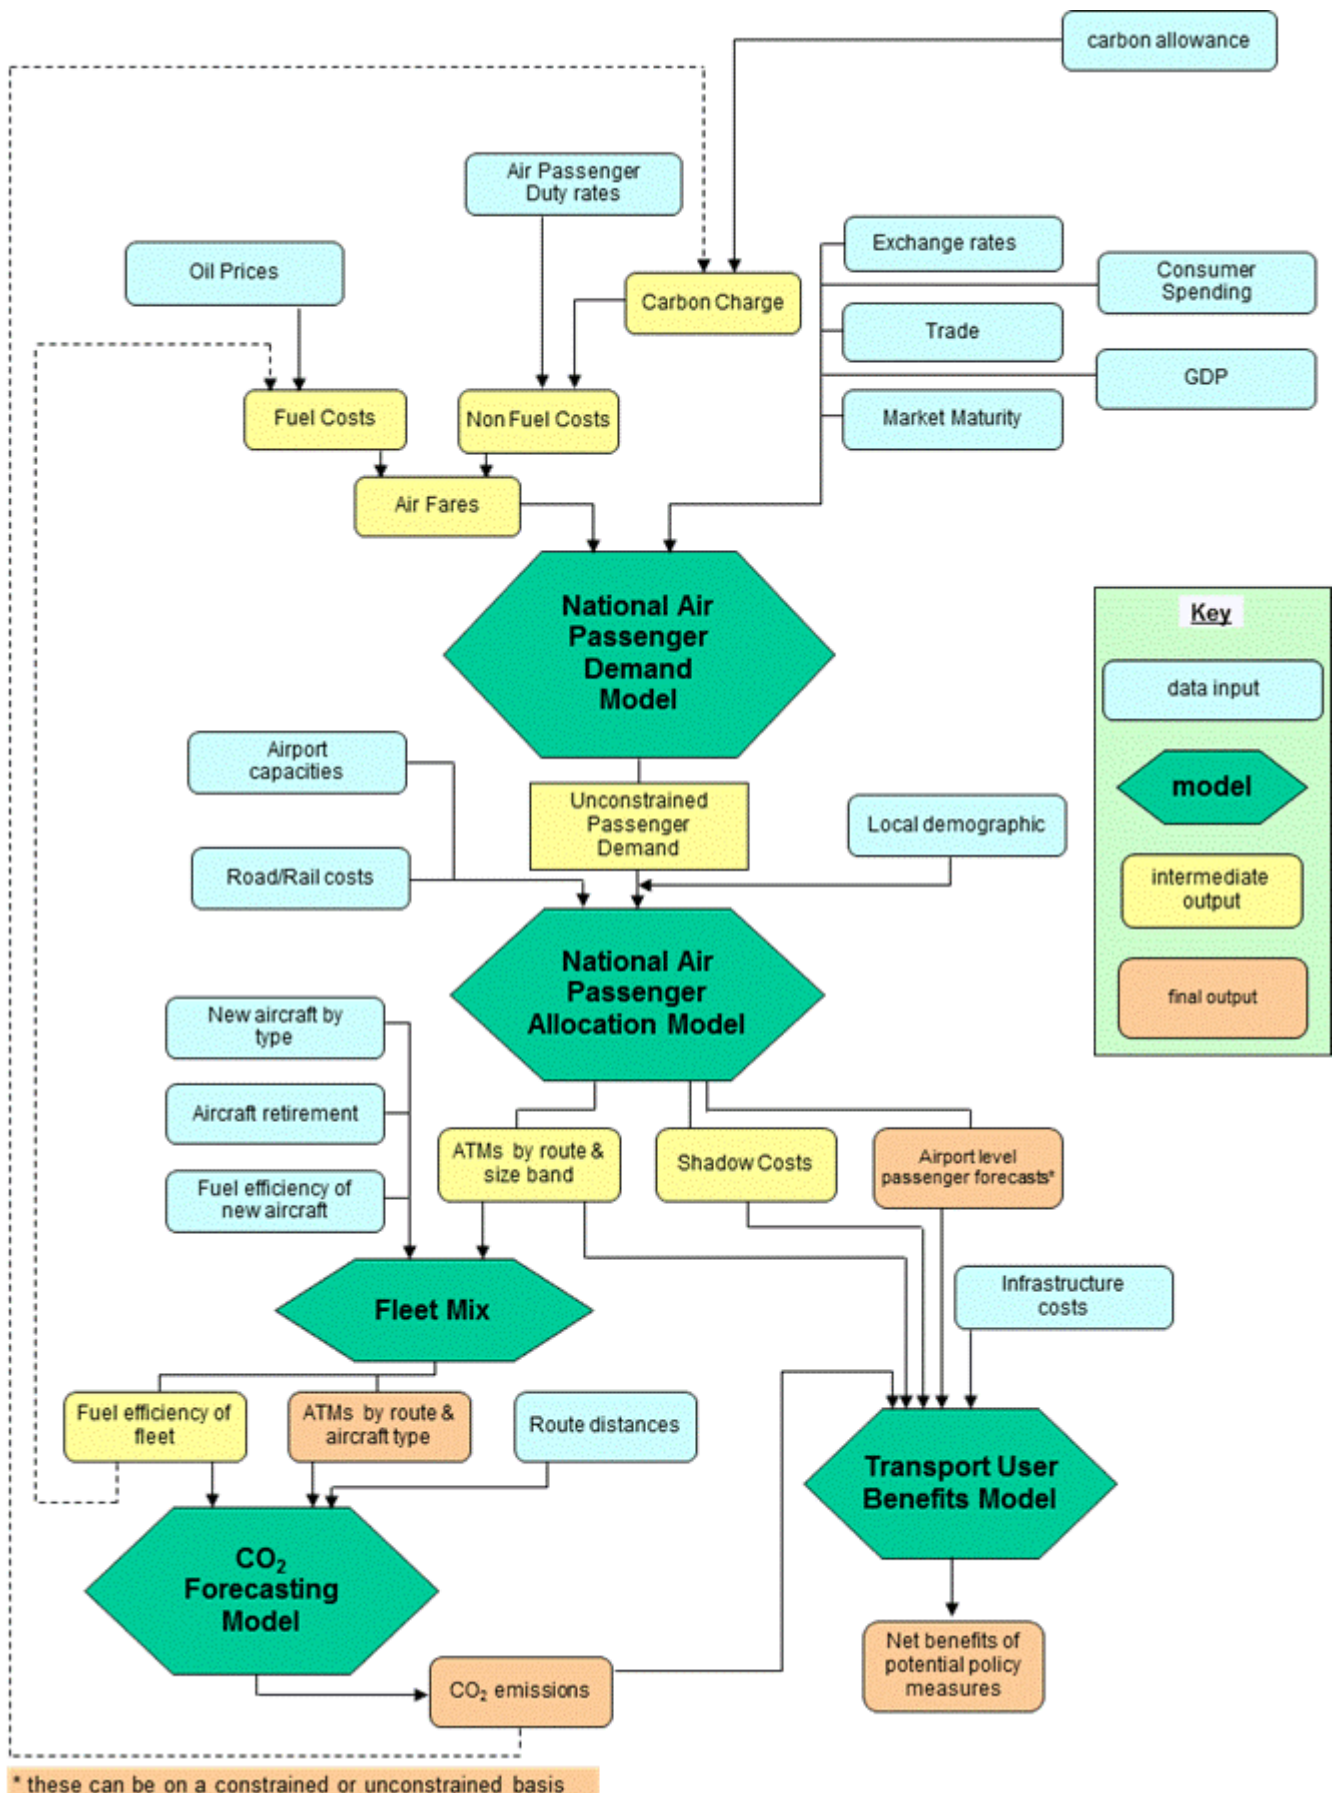 carbon allowance
Air Passenger
Duty rates
Exchange rates
Oil Prices
Consumer
Spending
Carbon Charge
Trade
GDP
Fuel Costs
Non Fuel Costs
Market Maturity
Air Fares
National Air
Passenger
Demand
Model
Key
data input
model
intermediate
output
final output
Airport
capacities
Unconstrained
Passenger
Demand
Local demographic
Road/Rail costs
National Air
Passenger
Allocation Model
New aircraft by
type
Aircraft retirement
Fuel efficiency of
new aircraft
ATMs by route &
size band
Shadow Costs
Airport level
passenger forecasts*
Fleet Mix
Infrastructure
costs
Fuel efficiency of
fleet
ATMs by route &
aircraft type
Route distances
Transport User
Benefits Model
CO₂
Forecasting
Model
CO₂ emissions
Net benefits of
potential policy
measures
* these can be on a constrained or unconstrained basis